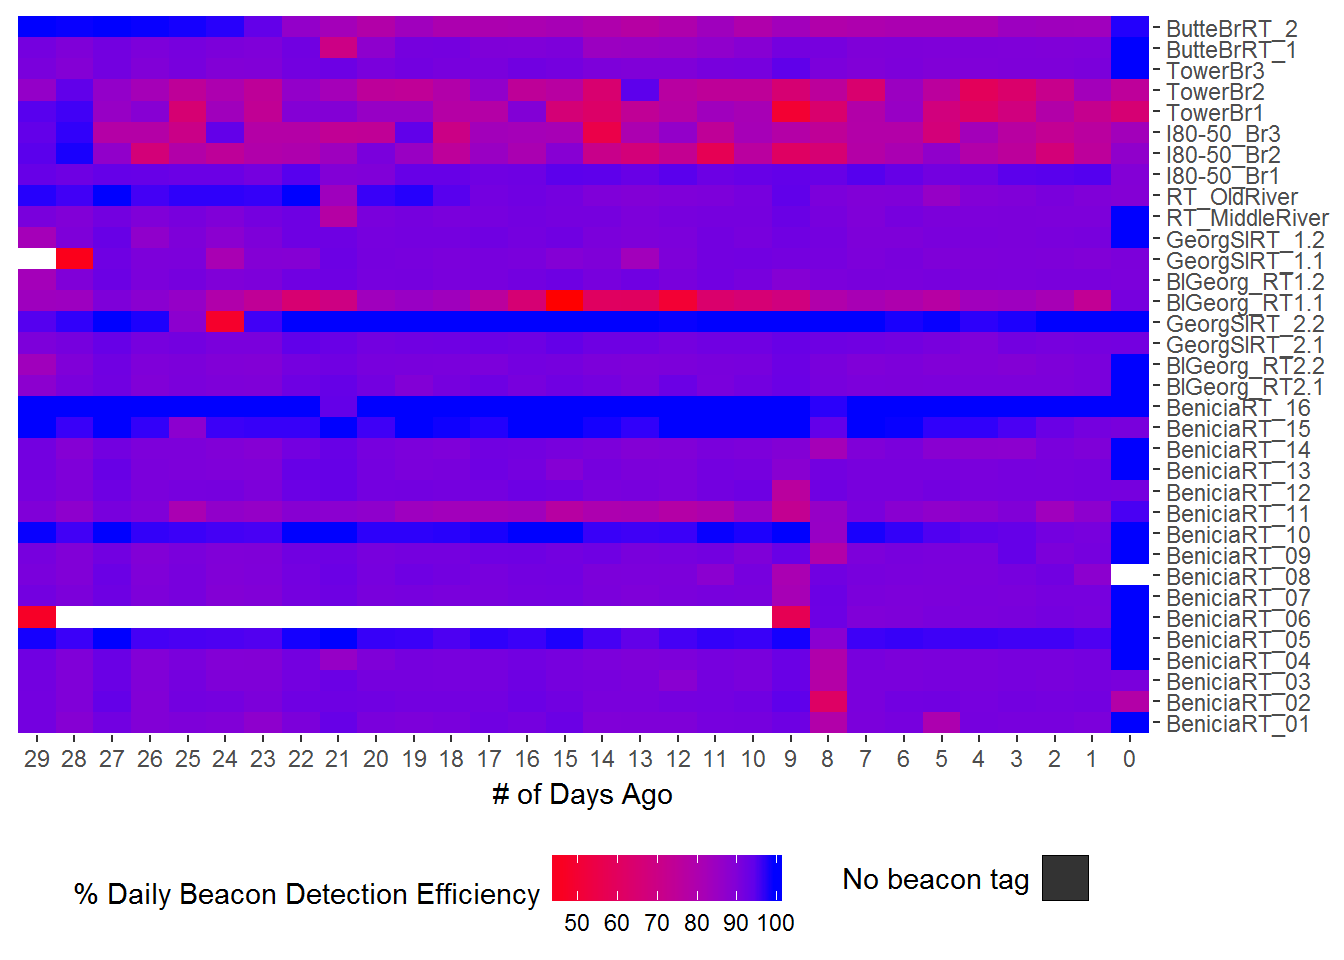 ButteBrRT_2
ButteBrRT_1
TowerBr3
TowerBr2
TowerBr1
I80-50_Br3
I80-50_Br2
I80-50_Br1
RT_OldRiver
RT_MiddleRiver
GeorgSlRT_1.2
GeorgSlRT_1.1
BlGeorg_RT1.2
BlGeorg_RT1.1
GeorgSlRT_2.2
GeorgSlRT_2.1
BlGeorg_RT2.2
BlGeorg_RT2.1
BeniciaRT_16
BeniciaRT_15
BeniciaRT_14
BeniciaRT_13
BeniciaRT_12
BeniciaRT_11
BeniciaRT_10
BeniciaRT_09
BeniciaRT_08
BeniciaRT_07
BeniciaRT_06
BeniciaRT_05
BeniciaRT_04
BeniciaRT_03
BeniciaRT_02
BeniciaRT_01
29 28 27 26 25 24 23 22 21 20 19 18 17 16 15 14 13 12 11 10 9 8 7 6 5 4 3 2 1 0
# of Days Ago
% Daily Beacon Detection Efficiency
50 60 70 80 90 100
No beacon tag